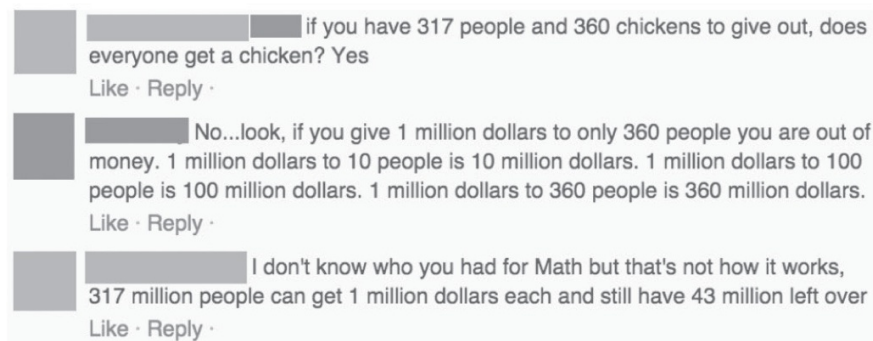 if you have 317 people and 360 chickens to give out, does
everyone get a chicken? Yes
Like · Reply ·
No...look, if you give 1 million dollars to only 360 people you are out of
money. 1 million dollars to 10 people is 10 million dollars. 1 million dollars to 100
people is 100 million dollars. 1 million dollars to 360 people is 360 million dollars.
Like · Reply ·
I don't know who you had for Math but that's not how it works,
317 million people can get 1 million dollars each and still have 43 million left over
Like · Reply ·